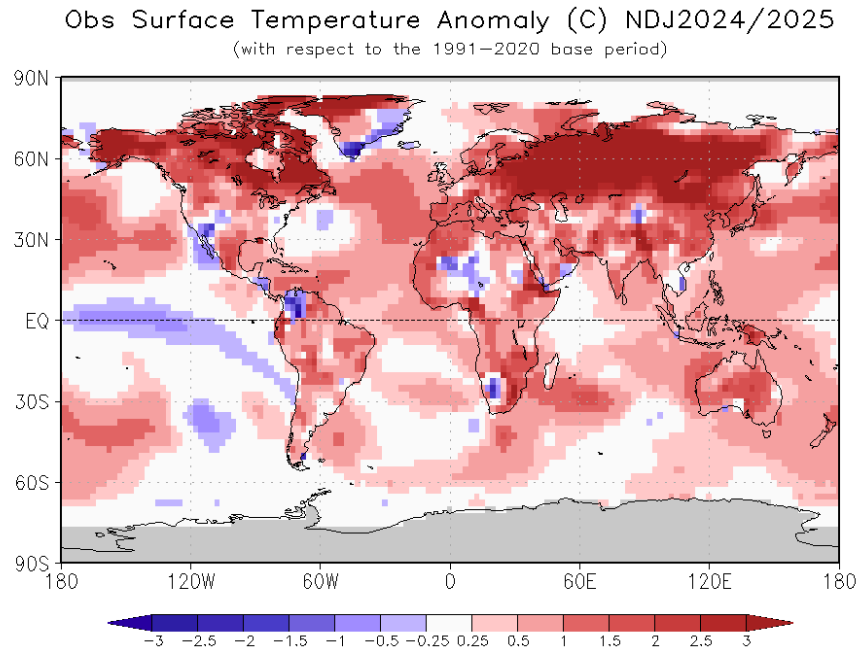 Obs Surface Temperature Anomaly (C) NDJ2024/2025
(with respect to the 1991−2020 base period)
90N
60N
30N
EQ
30S
60S
90S
180 120W 60W 0 60E 120E 180
−3 −2.5 −2 −1.5 −1 −0.5 −0.25 0.25 0.5 1 1.5 2 2.5 3